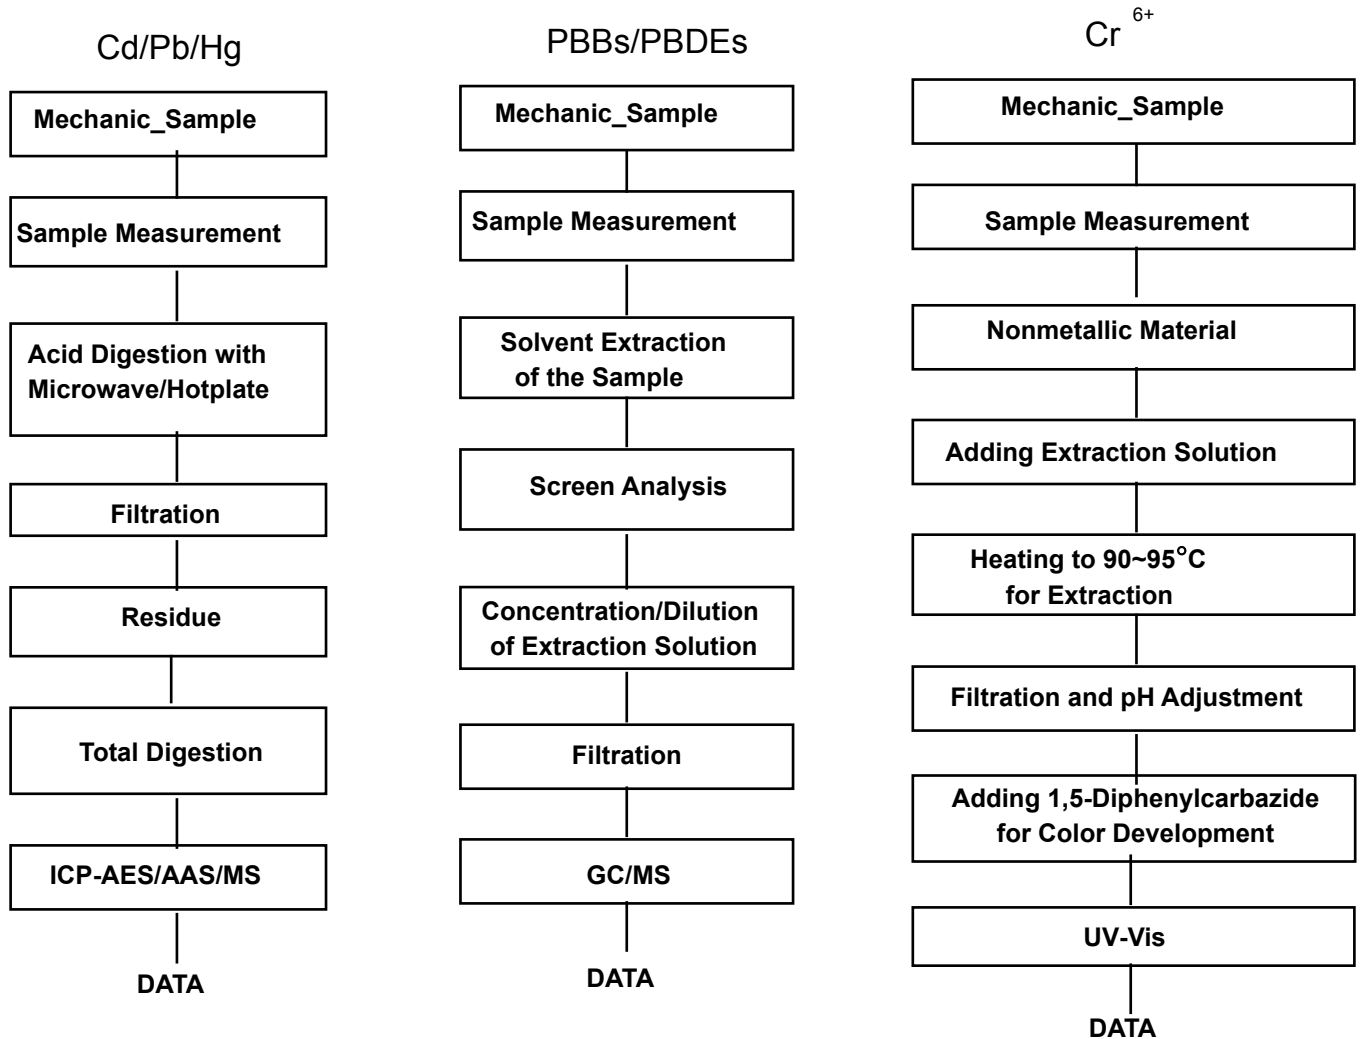 Cd/Pb/Hg
Mechanic_Sample
Sample Measurement
Acid Digestion with
Microwave/Hotplate
Filtration
Residue
Total Digestion
ICP-AES/AAS/MS
DATA
PBBs/PBDEs
Mechanic_Sample
Sample Measurement
Solvent Extraction
of the Sample
Screen Analysis
Concentration/Dilution
of Extraction Solution
Filtration
GC/MS
DATA
Cr 6+
Mechanic_Sample
Sample Measurement
Nonmetallic Material
Adding Extraction Solution
Heating to 90~95°C
for Extraction
Filtration and pH Adjustment
Adding 1,5-Diphenylcarbazide
for Color Development
UV-Vis
DATA